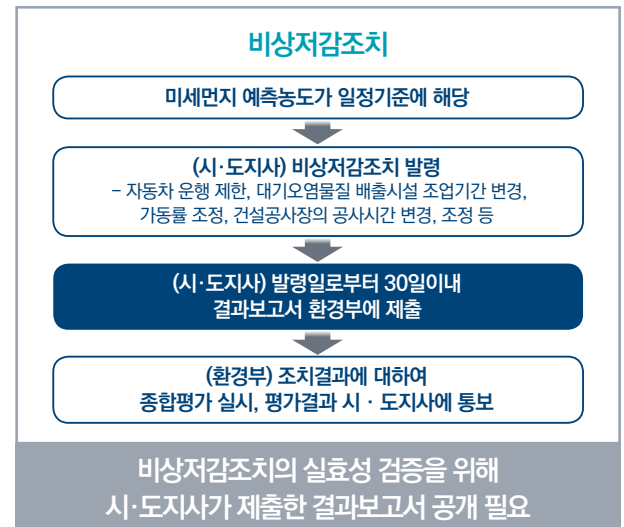 비상저감조치
미세먼지 예측농도가 일정기준에 해당
(시·도지사) 비상저감조치 발령
- 자동차 운행 제한, 대기오염물질 배출시설 조업기간 변경,
가동률 조정, 건설공사장의 공사시간 변경, 조정 등
(시·도지사) 발령일로부터 30일이내
결과보고서 환경부에 제출
(환경부) 조치결과에 대하여
종합평가 실시, 평가결과 시 · 도지사에 통보
비상저감조치의 실효성 검증을 위해
시·도지사가 제출한 결과보고서 공개 필요